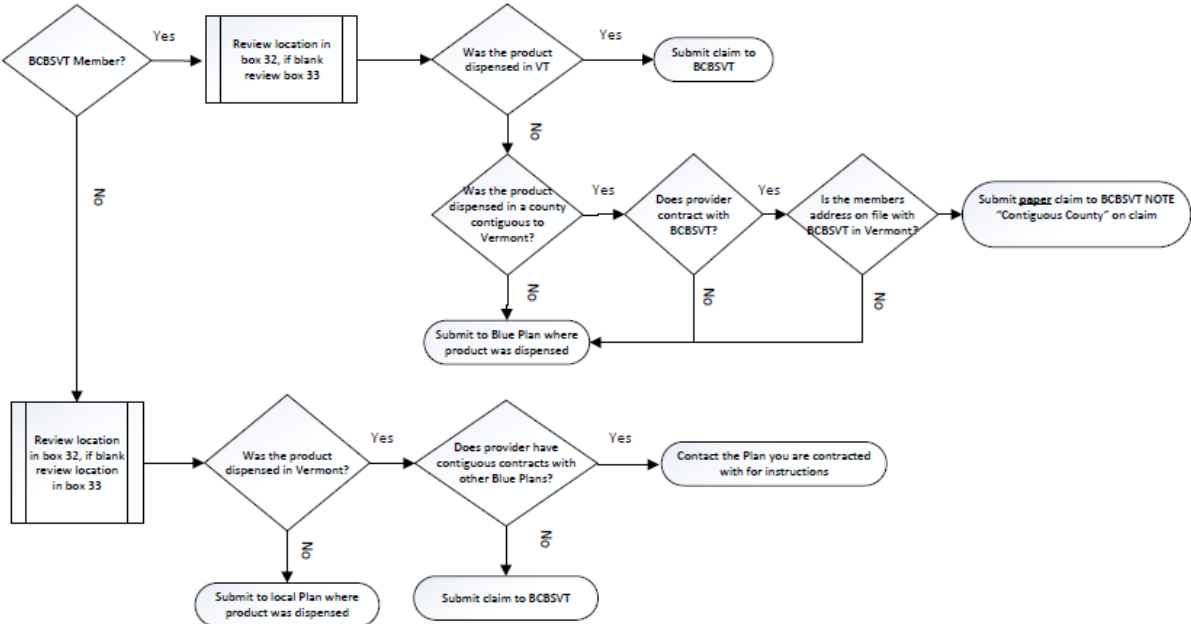 BCBSVT Member?
Yes
Review location in
box 32, if blank
review box 33
Was the product
dispensed in VT
Yes
Submit claim to
BCBSVT
No
No
Was the product
dispensed in a county
contiguous to
Vermont?
Yes
Does provider
contract with
BCBSVT?
Yes
Is the members
address on file with
BCBSVT in Vermont?
Submit paper claim to BCBSVT NOTE
"Contiguous County" on claim
No
No
No
Submit to Blue Plan where
product was dispensed
Review location
in box 32, if blank
review location
in box 33
Was the product
dispensed in Vermont?
Yes
Does provider have
contiguous contracts with
other Blue Plans?
Yes
Contact the Plan you are contracted
with for instructions
No
No
Submit to local Plan where
product was dispensed
Submit claim to BCBSVT